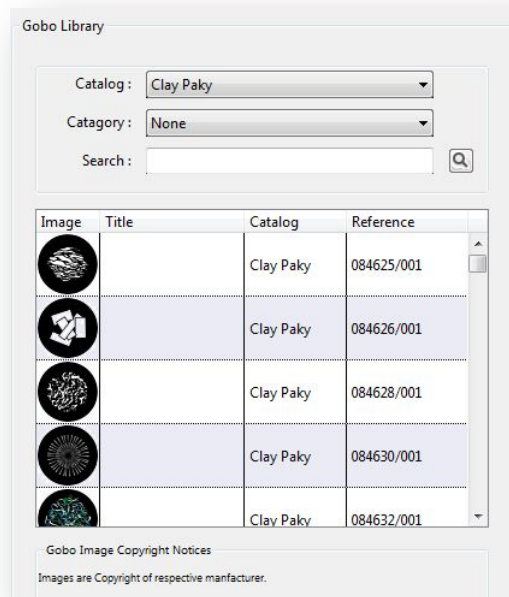 Gobo Library
Catalog : Clay Paky
Catagory : None
Search :
Image Title Catalog Reference
Clay Paky 084625/001
Clay Paky 084626/001
Clay Paky 084628/001
Clay Paky 084630/001
Clay Paky 084632/001
Gobo Image Copyright Notices
Images are Copyright of respective manfacturer.